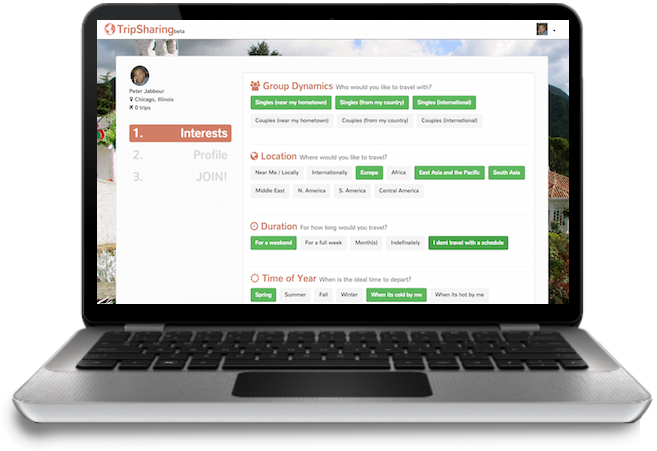 TripSharing beta
Peter Jabbour
Chicago, Illinois
0 trips
1. Interests
2. Profile
3. JOIN!
Group Dynamics Who would you like to travel with?
Singles (near my hometown) Singles (from my country) Singles (international)
Couples (near my hometown) Couples (from my country) Couples (international)
Location Where would you like to travel?
Near Me / Locally Internationally Europe Africa East Asia and the Pacific South Asia
Middle East N. America S. America Central America
Duration For how long would you travel?
For a weekend For a full week Month(s) Indefinately I dont travel with a schedule
Time of Year When is the ideal time to depart?
Spring Summer Fall Winter When its cold by me When its hot by me